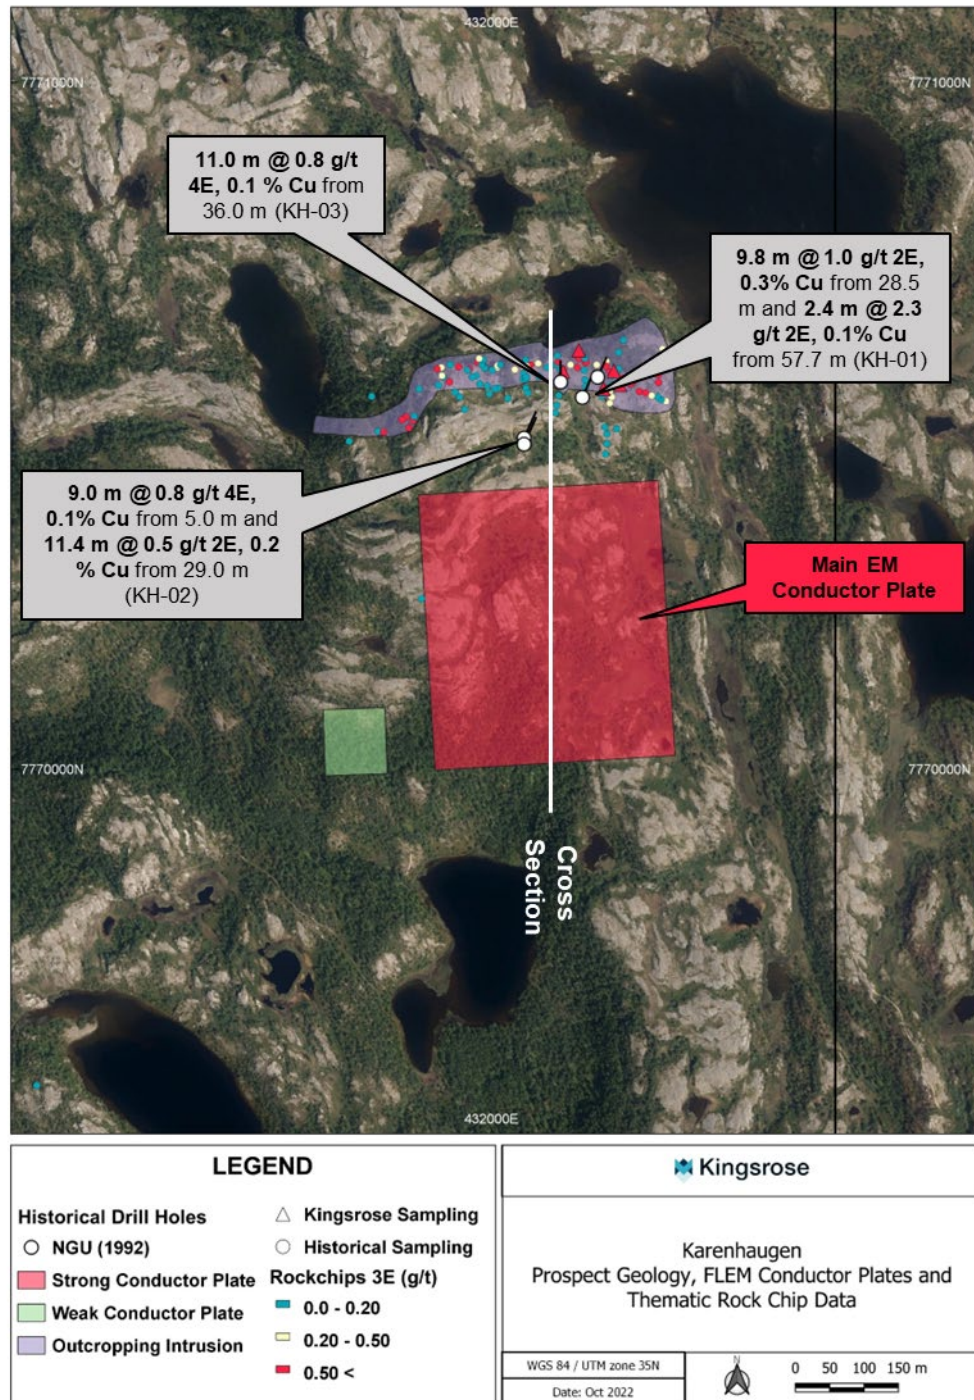 432000E
7771000N
7771000N
11.0 m @ 0.8 g/t
4E, 0.1 % Cu from
36.0 m (KH-03)
9.8 m @ 1.0 g/t 2E,
0.3% Cu from 28.5
m and 2.4 m @ 2.3
g/t 2E, 0.1% Cu
from 57.7 m (KH-01)
9.0 m @ 0.8 g/t 4E,
0.1% Cu from 5.0 m and
11.4 m @ 0.5 g/t 2E, 0.2
% Cu from 29.0 m
(KH-02)
Main EM
Conductor Plate
7770000N
7770000N
Cross
Section
432000E
LEGEND
Historical Drill Holes
NGU (1992)
Strong Conductor Plate
Weak Conductor Plate
Outcropping Intrusion
Kingsrose Sampling
Historical Sampling
Rockchips 3E (g/t)
0.0 - 0.20
0.20 - 0.50
0.50 <
Kingsrose
Karenhaugen
Prospect Geology, FLEM Conductor Plates and
Thematic Rock Chip Data
WGS 84 / UTM zone 35N
Date: Oct 2022
N
0 50 100 150 m